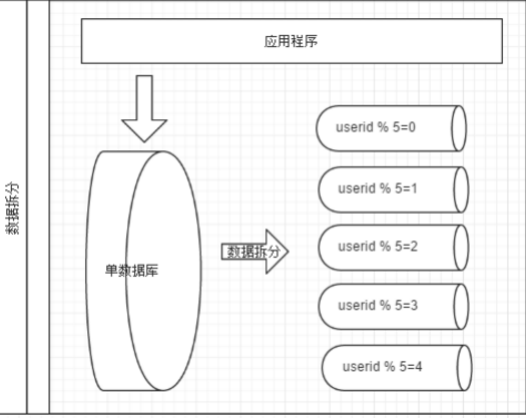 数据拆分
应用程序
单数据库
数据拆分
userid % 5=0
userid % 5=1
userid % 5=2
userid % 5=3
userid % 5=4